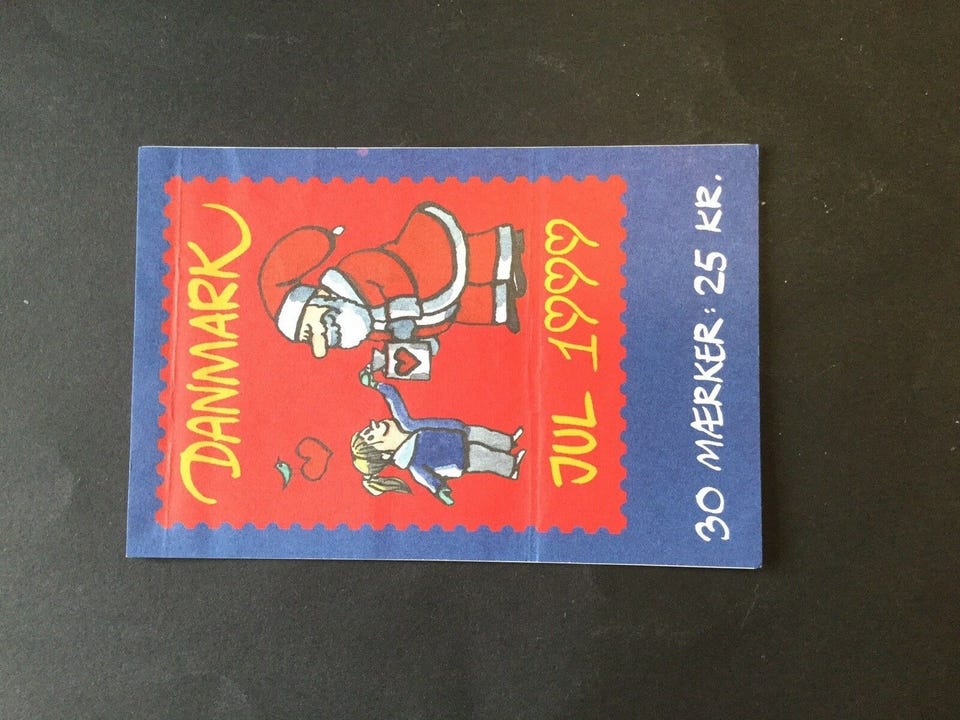 DANMARK
JUL 1999
30 MÆRKER: 25 KR.